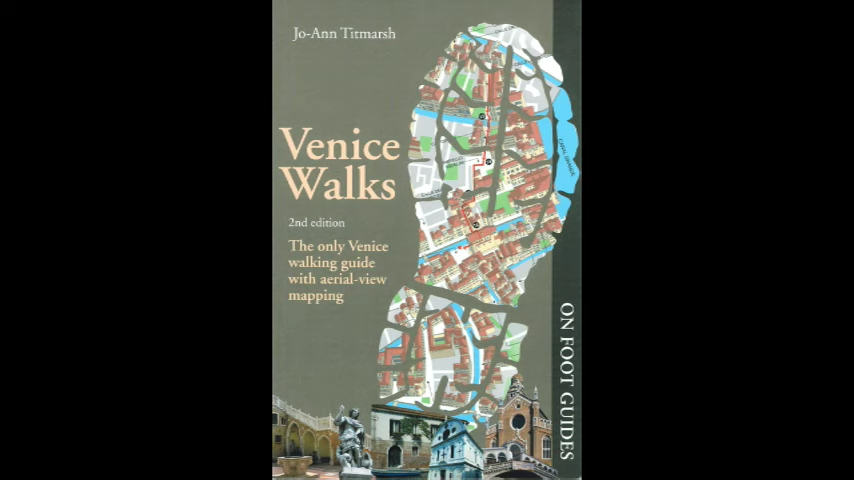 Jo-Ann Titmarsh
Venice
Walks
2nd edition
The only Venice
walking guide
with aerial-view
mapping
ON FOOT GUIDES